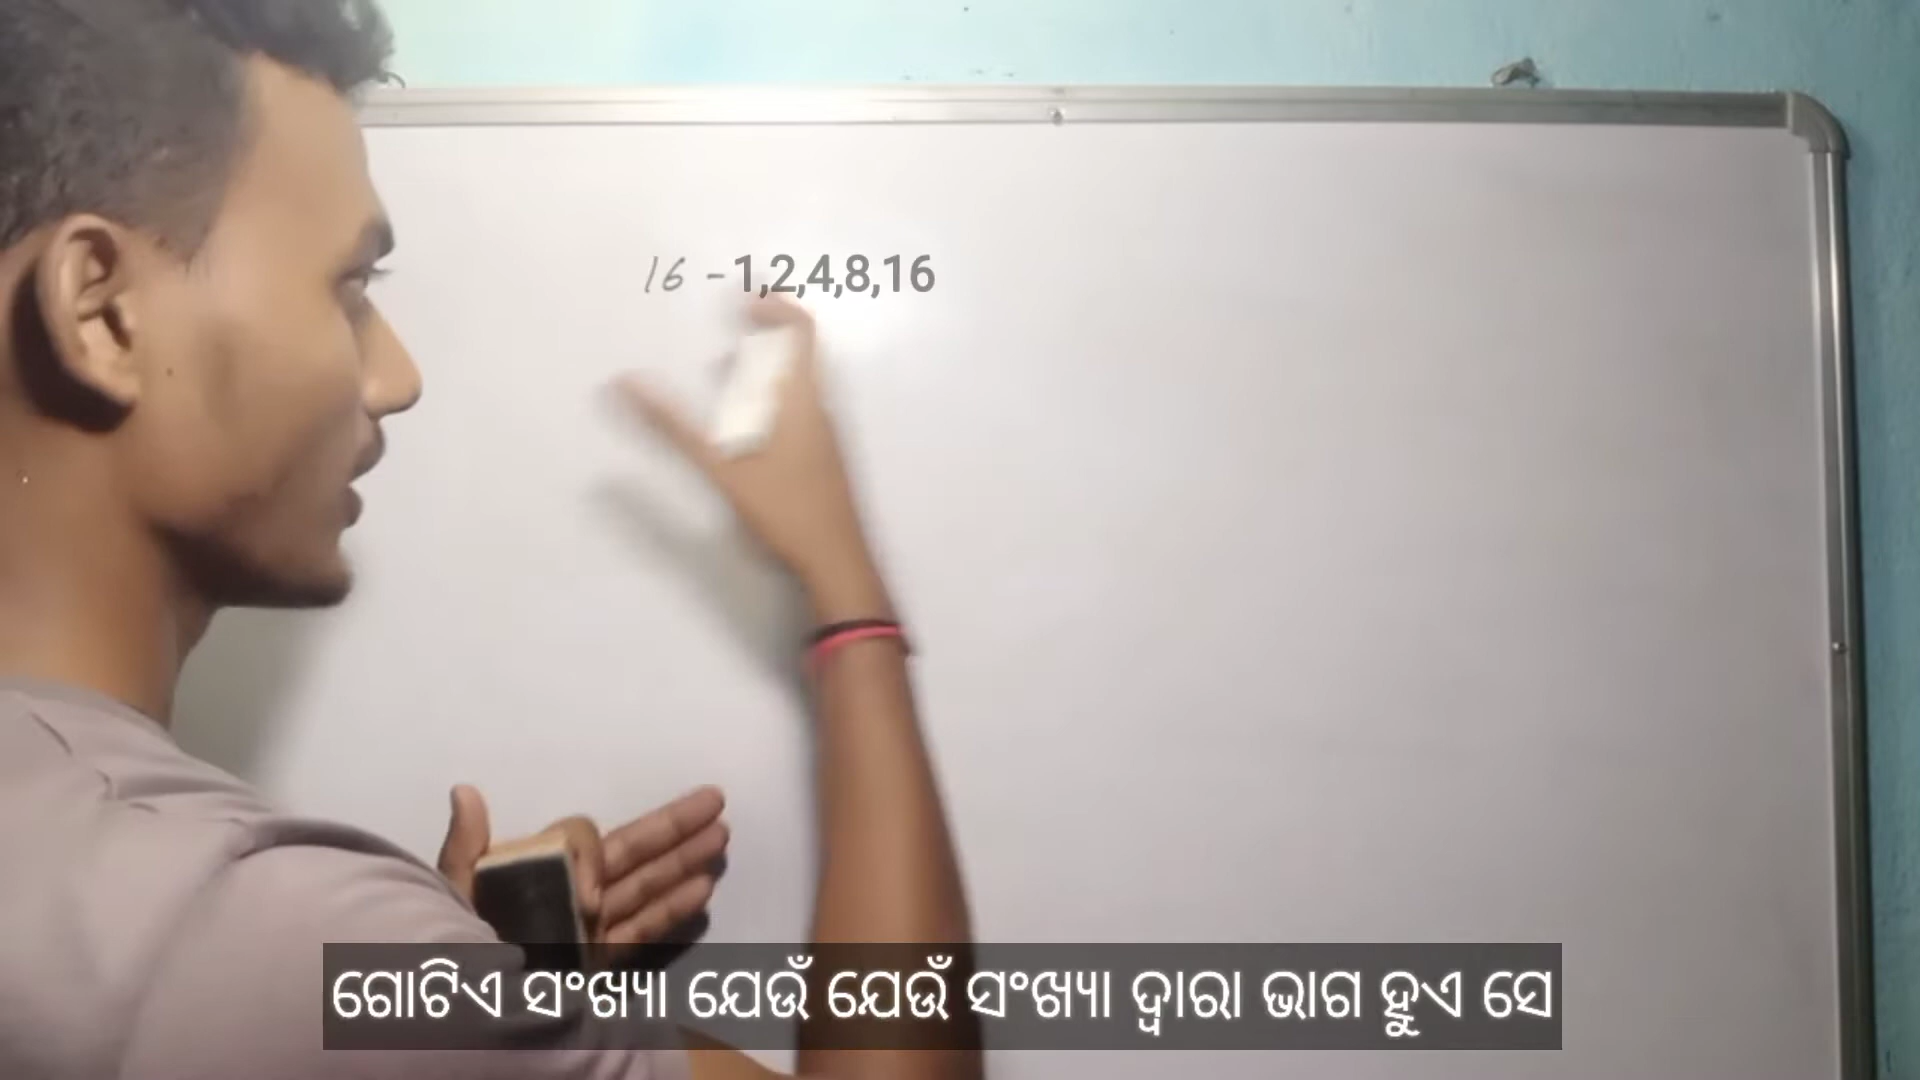 16 - 1,2,4,8,16
ଗୋଟିଏ ସଂଖ୍ୟା ଯେଉଁ ଯେଉଁ ସଂଖ୍ୟା ଦ୍ୱାରା ଭାଗ ହୁଏ ସେ